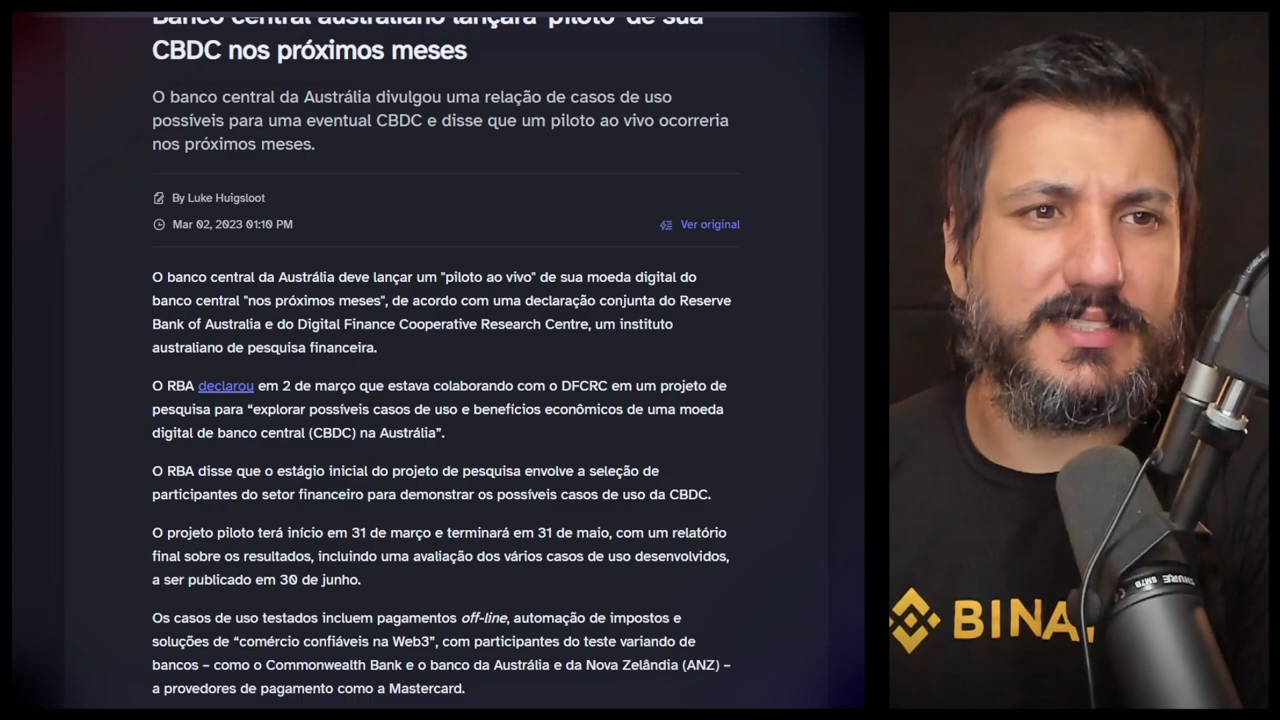 Banco central australiano lançará 'piloto' de sua
CBDC nos próximos meses
O banco central da Austrália divulgou uma relação de casos de uso
possíveis para uma eventual CBDC e disse que um piloto ao vivo ocorreria
nos próximos meses.
By Luke Huigsloot
Mar 02, 2023 01:10 PM
Ver original
O banco central da Austrália deve lançar um "piloto ao vivo" de sua moeda digital do
banco central "nos próximos meses", de acordo com uma declaração conjunta do Reserve
Bank of Australia e do Digital Finance Cooperative Research Centre, um instituto
australiano de pesquisa financeira.
O RBA declarou em 2 de março que estava colaborando com o DFCRC em um projeto de
pesquisa para “explorar possíveis casos de uso e benefícios econômicos de uma moeda
digital de banco central (CBDC) na Austrália”.
O RBA disse que o estágio inicial do projeto de pesquisa envolve a seleção de
participantes do setor financeiro para demonstrar os possíveis casos de uso da CBDC.
O projeto piloto terá início em 31 de março e terminará em 31 de maio, com um relatório
final sobre os resultados, incluindo uma avaliação dos vários casos de uso desenvolvidos,
a ser publicado em 30 de junho.
Os casos de uso testados incluem pagamentos off-line, automação de impostos e
soluções de “comércio confiáveis na Web3”, com participantes do teste variando de
bancos – como o Commonwealth Bank e o banco da Austrália e da Nova Zelândia (ANZ) –
a provedores de pagamento como a Mastercard.
SHURE SM7B
BINA